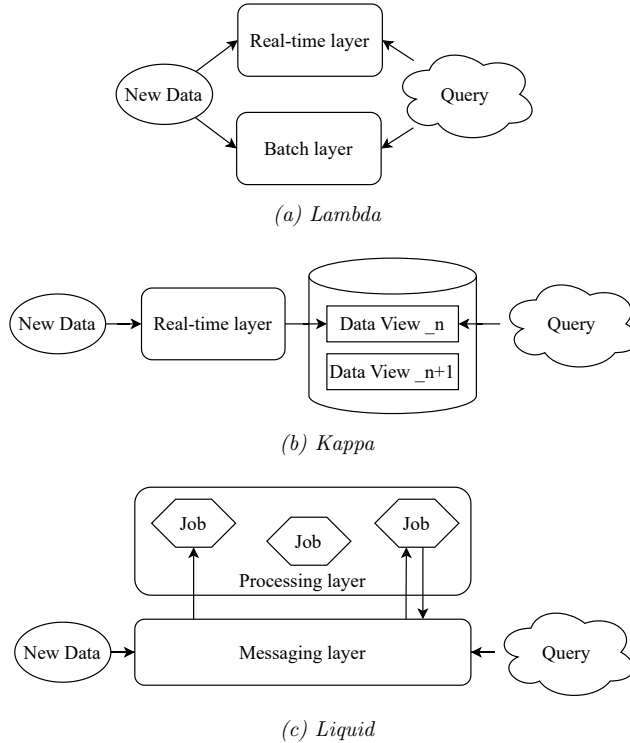 Real-time layer
New Data
Query
Batch layer
(a) Lambda
New Data
Real-time layer
Data View _n
Query
Data View _n+1
(b) Kappa
Job
Job
Job
Processing layer
New Data
Messaging layer
Query
(c) Liquid